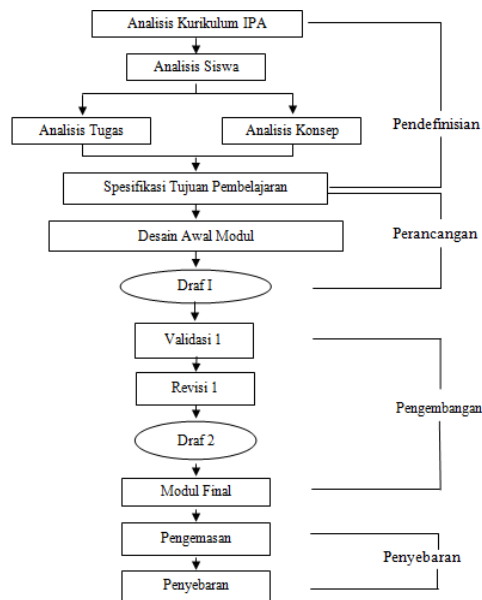 Analisis Kurikulum IPA
Analisis Siswa
Analisis Tugas
Analisis Konsep
Pendefinisian
Spesifikasi Tujuan Pembelajaran
Desain Awal Modul
Perancangan
Draf I
Validasi 1
Revisi 1
Pengembangan
Draf 2
Modul Final
Pengemasan
Penyebaran
Penyebaran